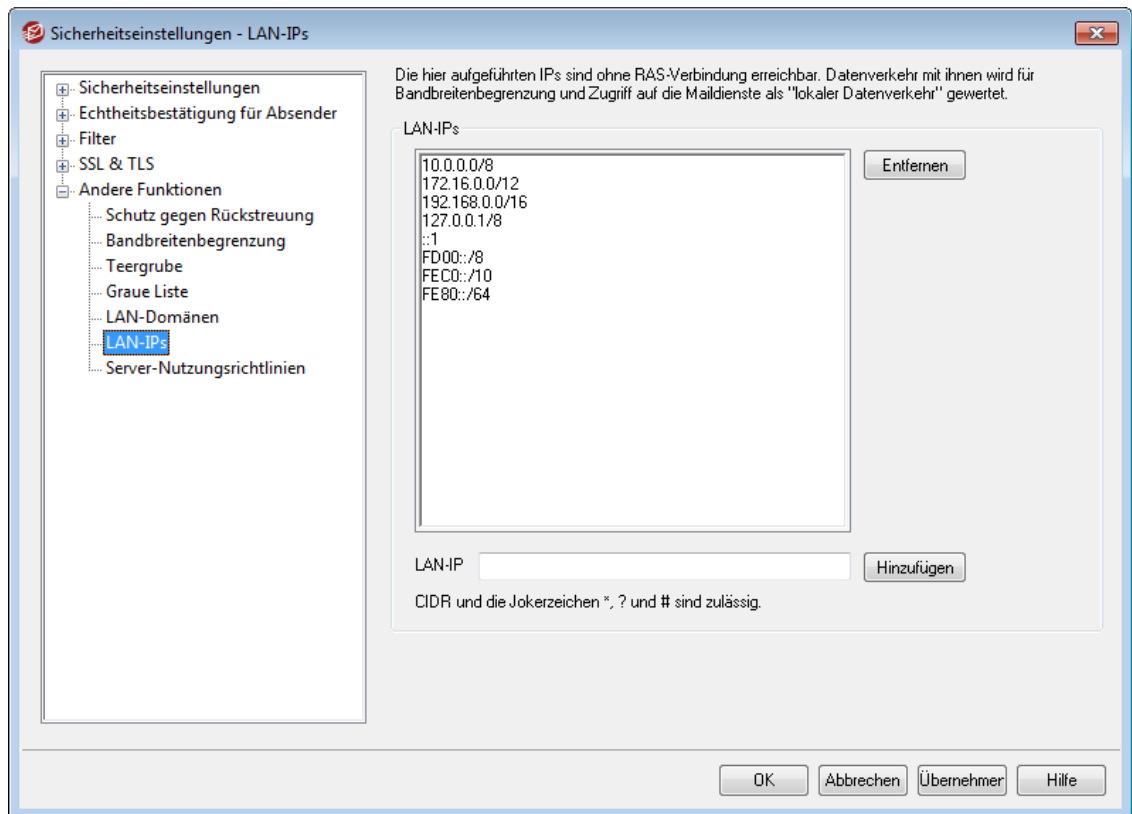 Sicherheitseinstellungen - LAN-IPs
Sicherheitseinstellungen
Echtheitsbestätigung für Absender
Filter
SSL & TLS
Andere Funktionen
Schutz gegen Rückstreuung
Bandbreitenbegrenzung
Teergrube
Graue Liste
LAN-Domänen
LAN-IPs
Server-Nutzungsrichtlinien
Die hier aufgeführten IPs sind ohne RAS-Verbindung erreichbar. Datenverkehr mit ihnen wird für
Bandbreitenbegrenzung und Zugriff auf die Maildienste als "lokaler Datenverkehr" gewertet.
LAN-IPs
10.0.0.0/8
172.16.0.0/12
192.168.0.0/16
127.0.0.1/8
::1
FD00::/8
FEC0::/10
FE80::/64
Entfernen
LAN-IP
Hinzufügen
CIDR und die Jokerzeichen *, ? und # sind zulässig.
OK
Abbrechen
Übernehmer
Hilfe